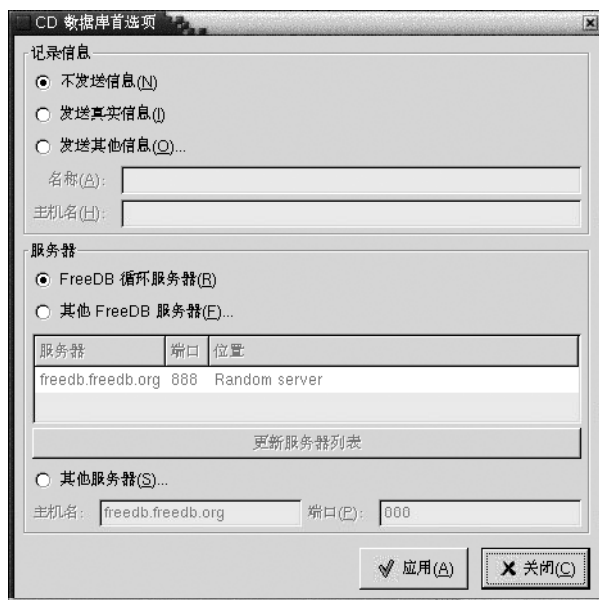 CD 数据库首选项
记录信息
不发送信息(N)
发送真实信息(I)
发送其他信息(O)...
名称(A):
主机名(H):
服务器
FreeDB 循环服务器(R)
其他 FreeDB 服务器(F)...
服务器 端口 位置
freedb.freedb.org 888 Random server
更新服务器列表
其他服务器(S)...
主机名: freedb.freedb.org 端口(P): 000
应用(A) 关闭(C)